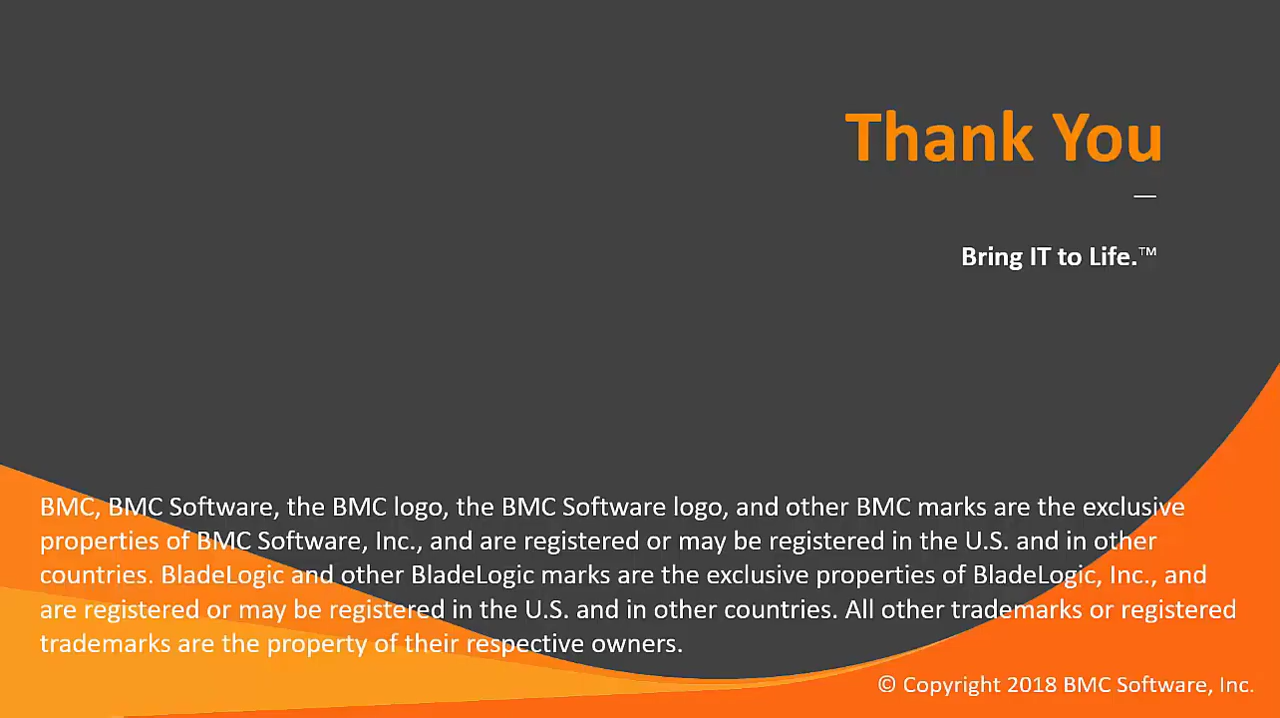 Thank You
Bring IT to Life.™
BMC, BMC Software, the BMC logo, the BMC Software logo, and other BMC marks are the exclusive
properties of BMC Software, Inc., and are registered or may be registered in the U.S. and in other
countries. BladeLogic and other BladeLogic marks are the exclusive properties of BladeLogic, Inc., and
are registered or may be registered in the U.S. and in other countries. All other trademarks or registered
trademarks are the property of their respective owners.
© Copyright 2018 BMC Software, Inc.